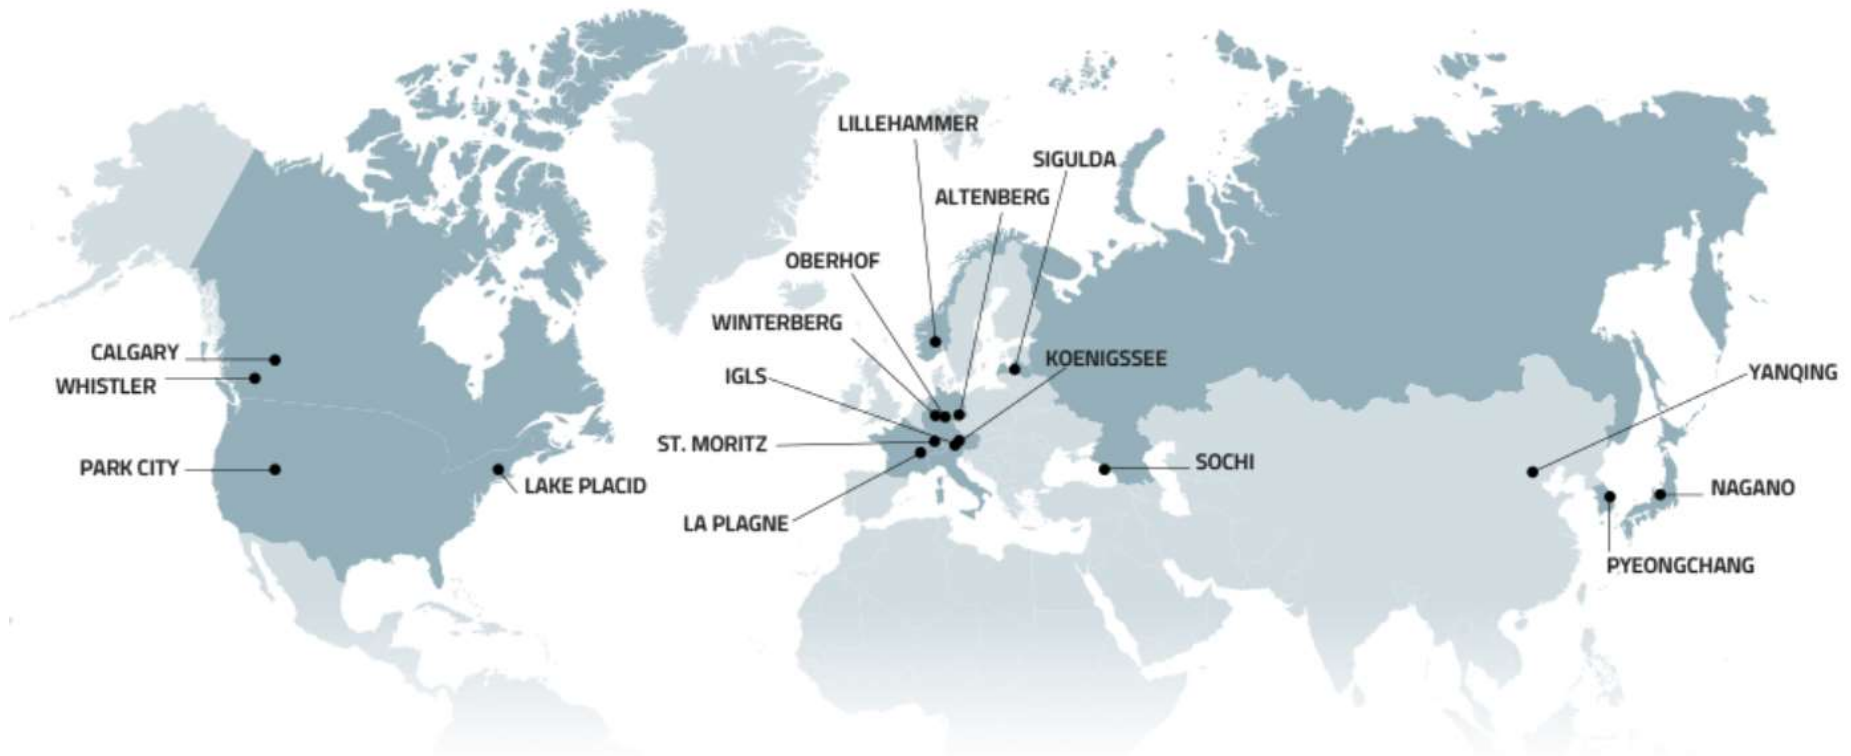 LILLEHAMMER
SIGULDA
ALTENBERG
OBERHOF
WINTERBERG
CALGARY
WHISTLER
IGLS
KOENIGSSEE
YANQING
ST. MORITZ
PARK CITY
SOCHI
LAKE PLACID
NAGANO
LA PLAGNE
PYEONGCHANG